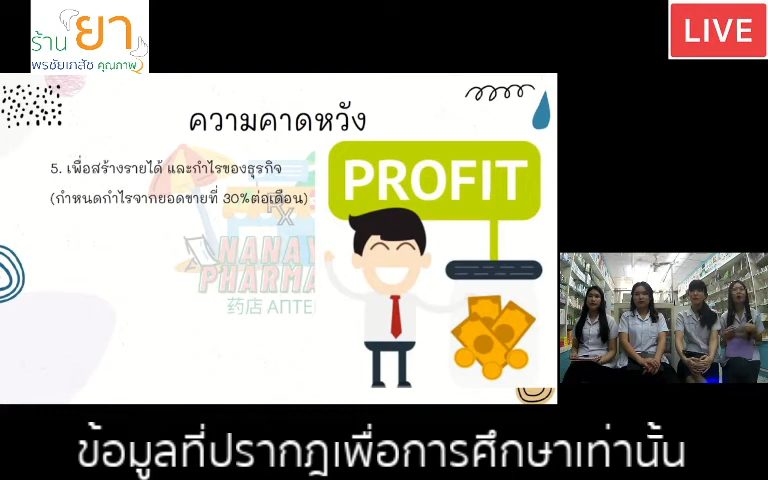 ร้าน ยา
พรชัยเภสัช คุณภาพ
LIVE
ความคาดหวัง
5. เพื่อสร้างรายได้ และกำไรของธุรกิจ
(กำหนดกำไรจากยอดขายที่ 30%ต่อเดือน)
PROFIT
NANAY
PHARMA
药店 ΑΠΤΕ
ข้อมูลที่ปรากฎเพื่อการศึกษาเท่านั้น